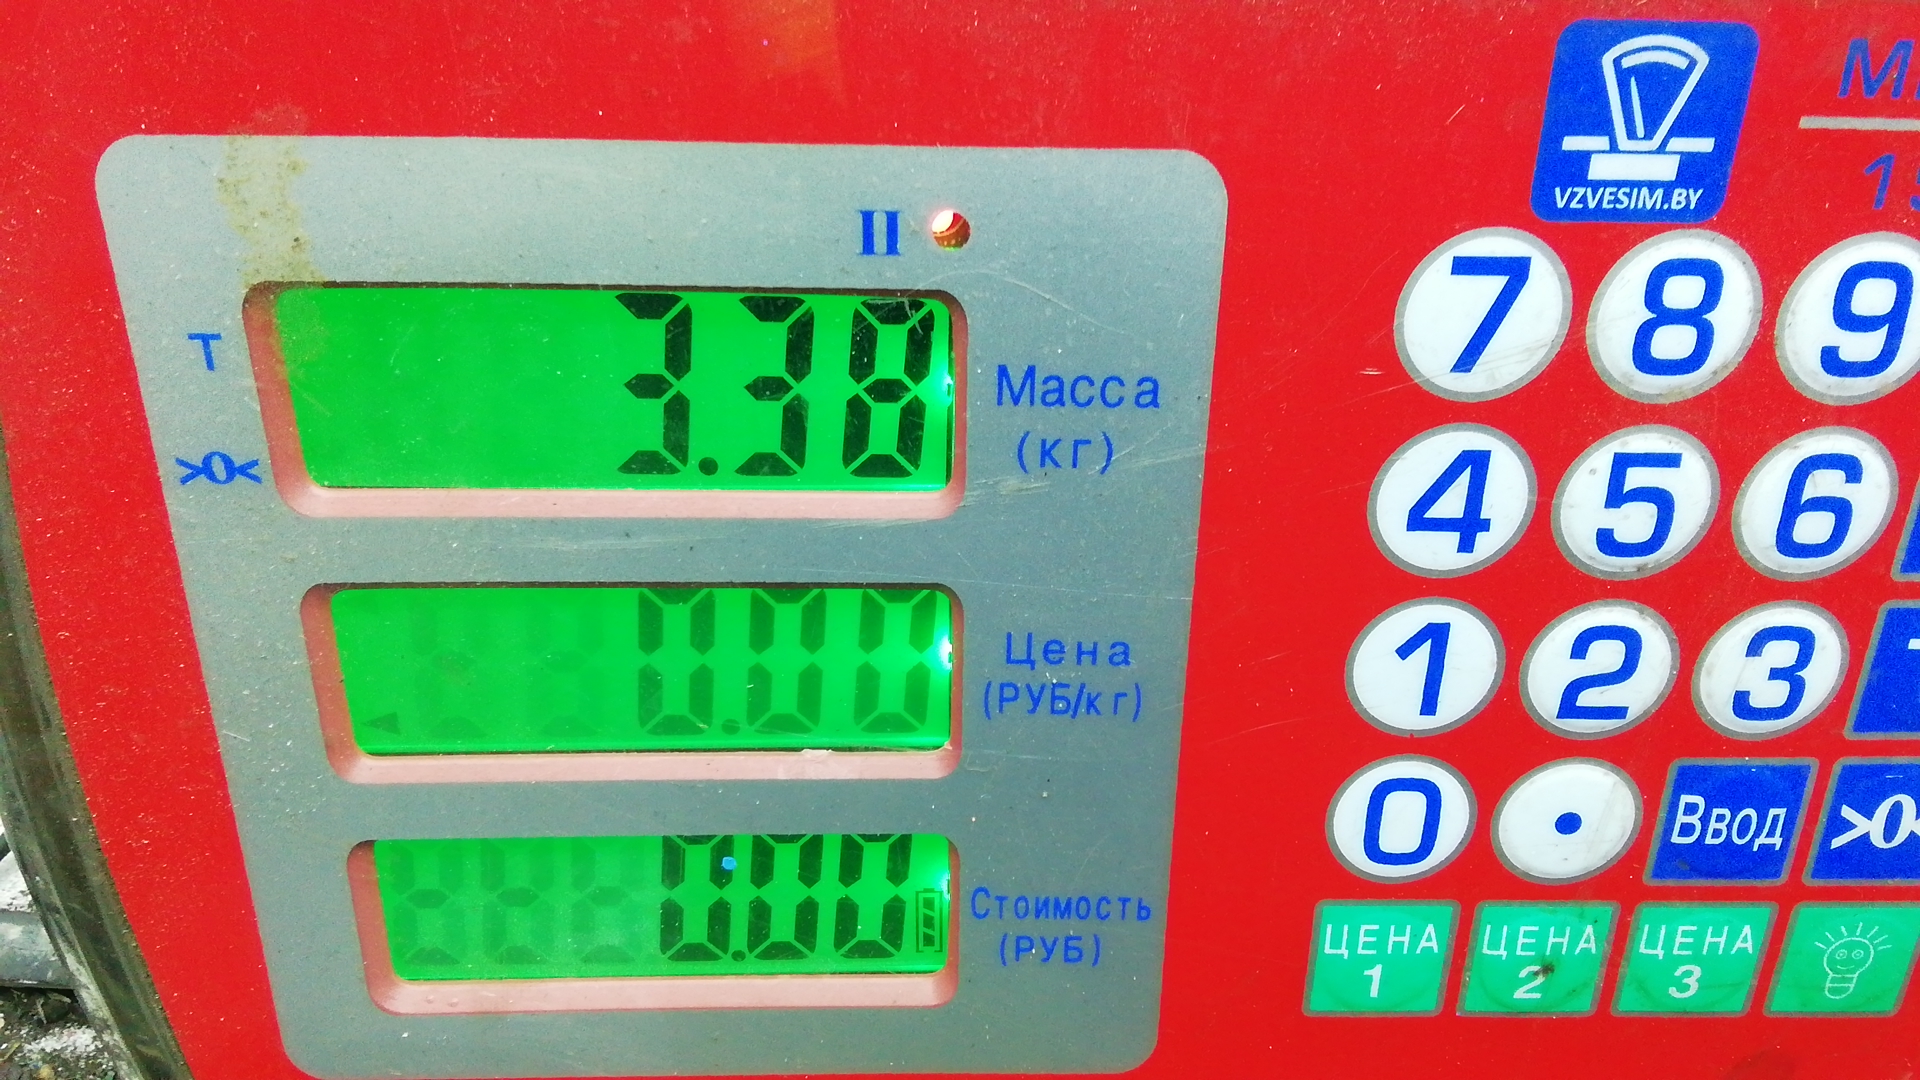 II
T
3.38
Масса
(кг)
>0<
0.00
Цена
(РУБ/кг)
0.00
Стоимость
(РУБ)
VZVESIM.BY
7 8 9
4 5 6
1 2 3
0 . Ввод
ЦЕНА 1
ЦЕНА 2
ЦЕНА 3